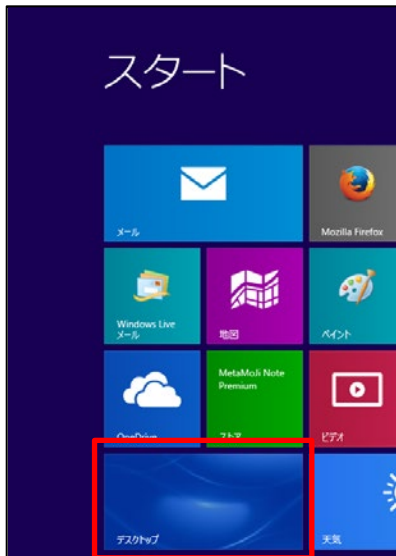 スタート
メール
Mozilla Firefox
Windows Live
メール
地図
ペイント
OneDrive
MetaMoJi Note
Premium
ストア
ビデオ
デスクトップ
天気